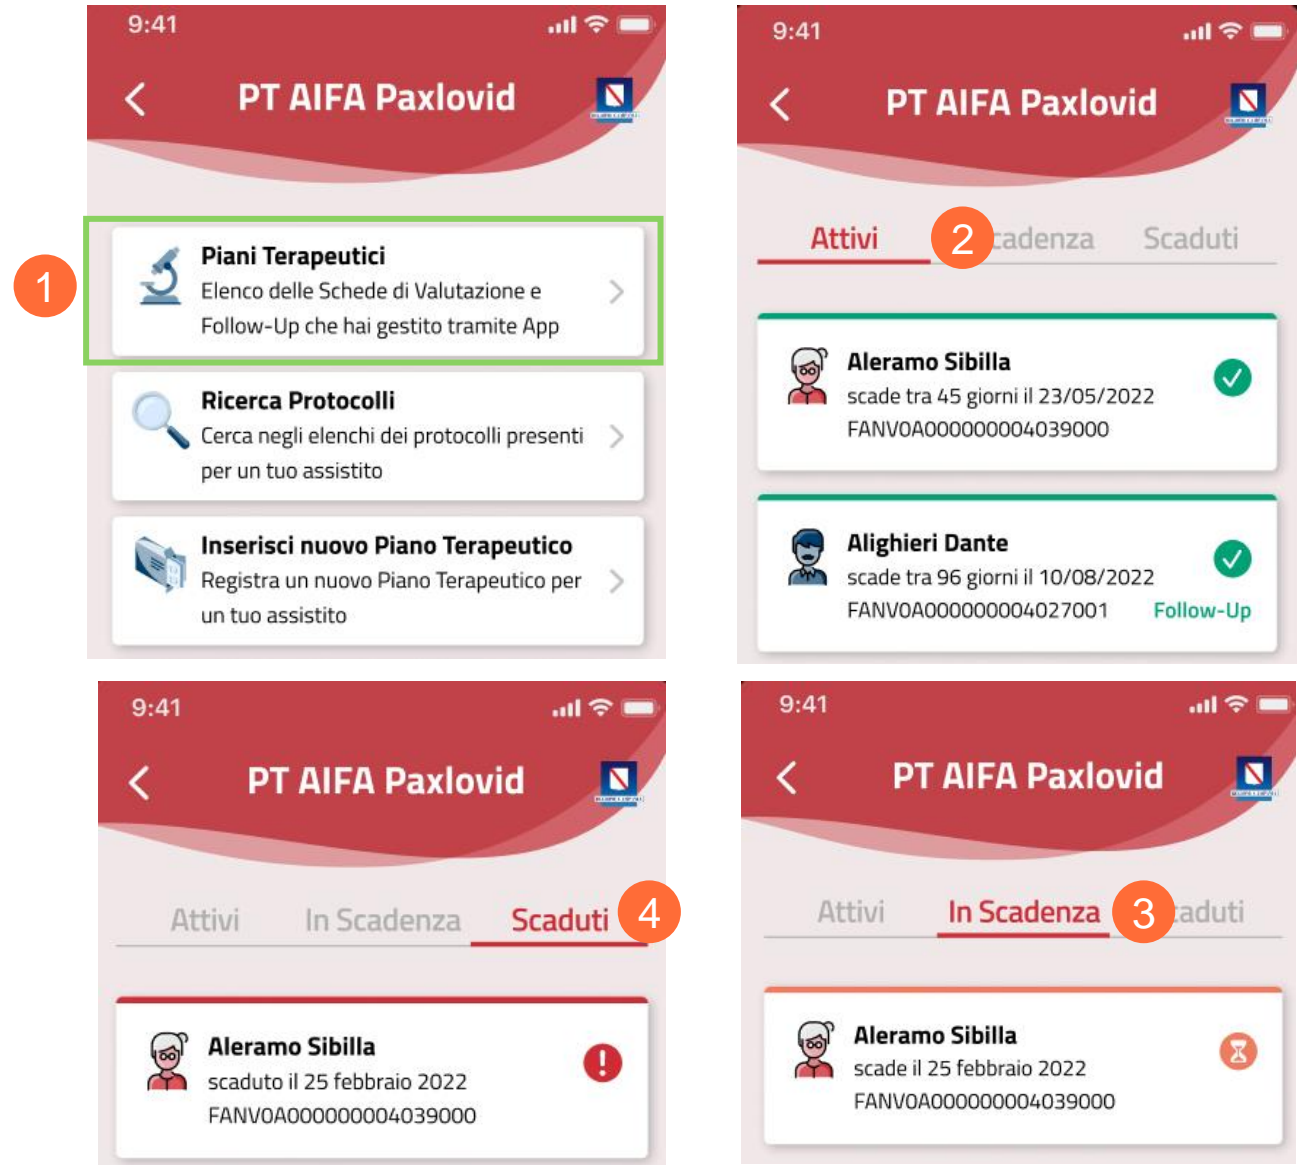 9:41
PT AIFA Paxlovid
1
Piani Terapeutici
Elenco delle Schede di Valutazione e
Follow-Up che hai gestito tramite App
Ricerca Protocolli
Cerca negli elenchi dei protocolli presenti
per un tuo assistito
Inserisci nuovo Piano Terapeutico
Registra un nuovo Piano Terapeutico per
un tuo assistito
9:41
PT AIFA Paxlovid
Attivi 2 cadenza Scaduti
Aleramo Sibilla
scade tra 45 giorni il 23/05/2022
FANV0A000000004039000
Alighieri Dante
scade tra 96 giorni il 10/08/2022
FANV0A000000004027001 Follow-Up
9:41
PT AIFA Paxlovid
Attivi In Scadenza Scaduti 4
Aleramo Sibilla
scaduto il 25 febbraio 2022
FANV0A000000004039000
9:41
PT AIFA Paxlovid
Attivi In Scadenza 3 caduti
Aleramo Sibilla
scade il 25 febbraio 2022
FANV0A000000004039000